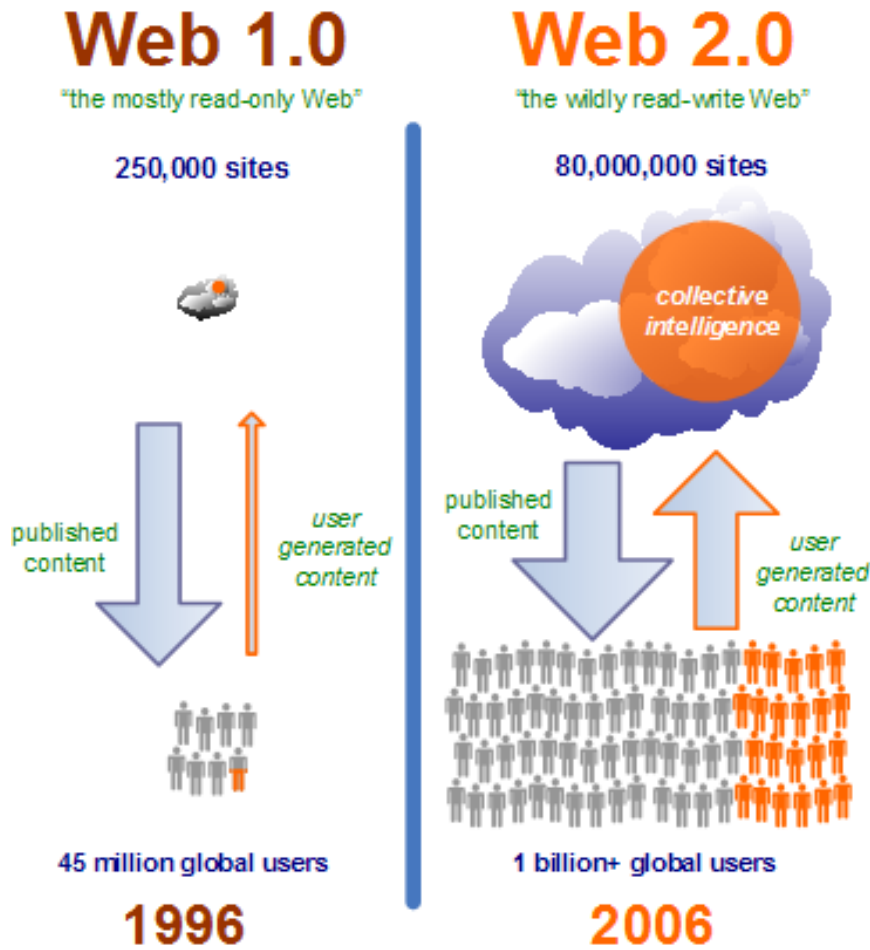 Web 1.0
“the mostly read-only Web”
250,000 sites
published
content
user
generated
content
45 million global users
1996
Web 2.0
“the wildly read-write Web”
80,000,000 sites
collective
intelligence
published
content
user
generated
content
1 billion+ global users
2006